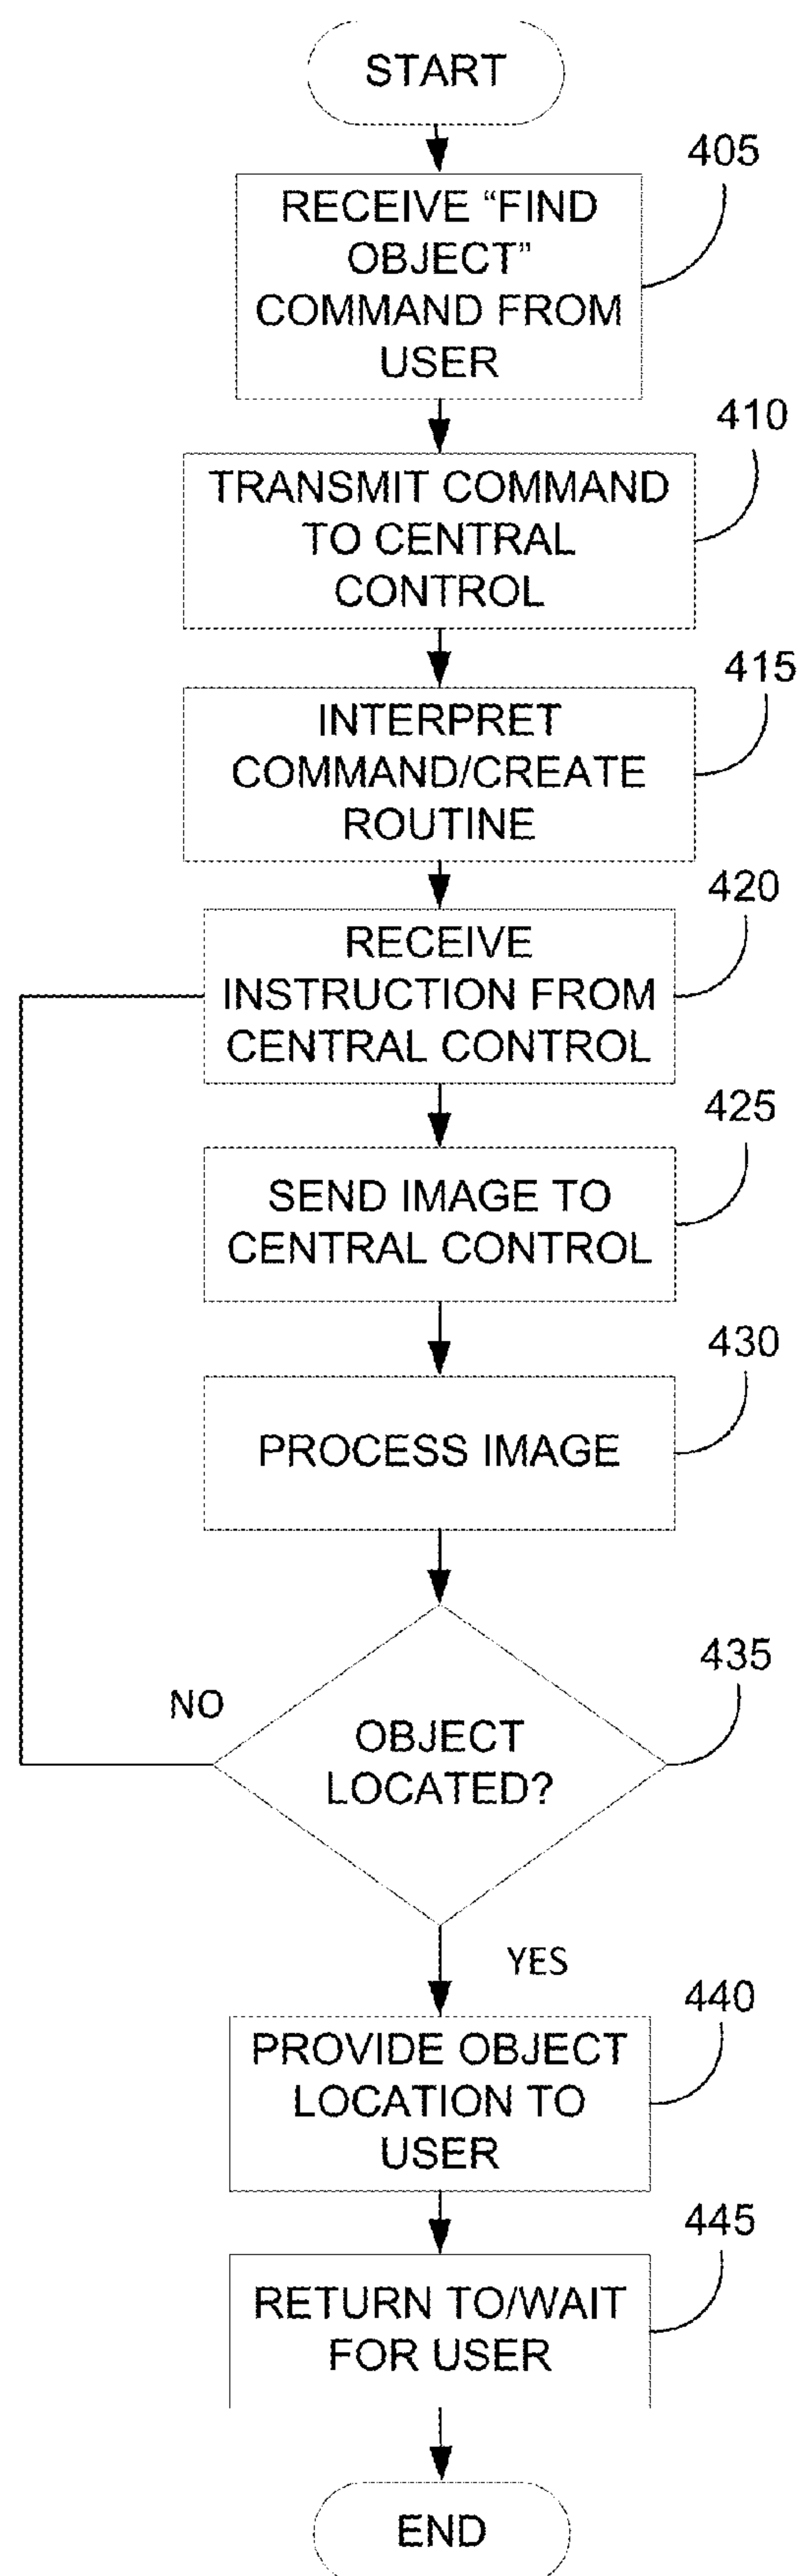 START
405
RECEIVE “FIND
OBJECT”
COMMAND FROM
USER
410
TRANSMIT COMMAND
TO CENTRAL
CONTROL
415
INTERPRET
COMMAND/CREATE
ROUTINE
420
RECEIVE
INSTRUCTION FROM
CENTRAL CONTROL
425
SEND IMAGE TO
CENTRAL CONTROL
430
PROCESS IMAGE
435
NO
OBJECT
LOCATED?
YES
440
PROVIDE OBJECT
LOCATION TO
USER
445
RETURN TO/WAIT
FOR USER
END